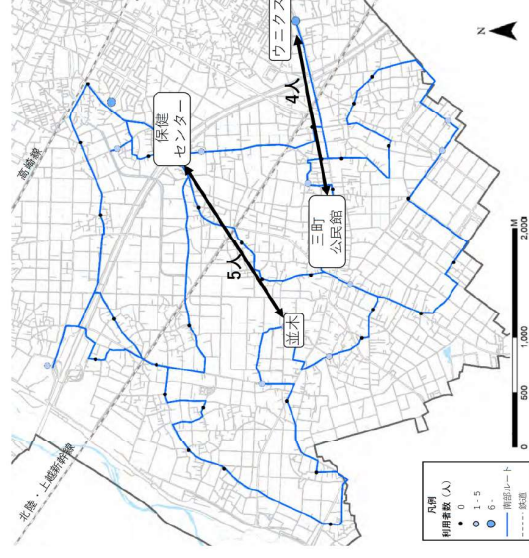 高崎線
保健
センター
ウニクス
4人
5人
三町
公民館
並木
北陸・上越新幹線
N
凡例
利用者数（人）
0
1 - 5
6 -
南部ルート
鉄道
0
500
1,000
2,000
M